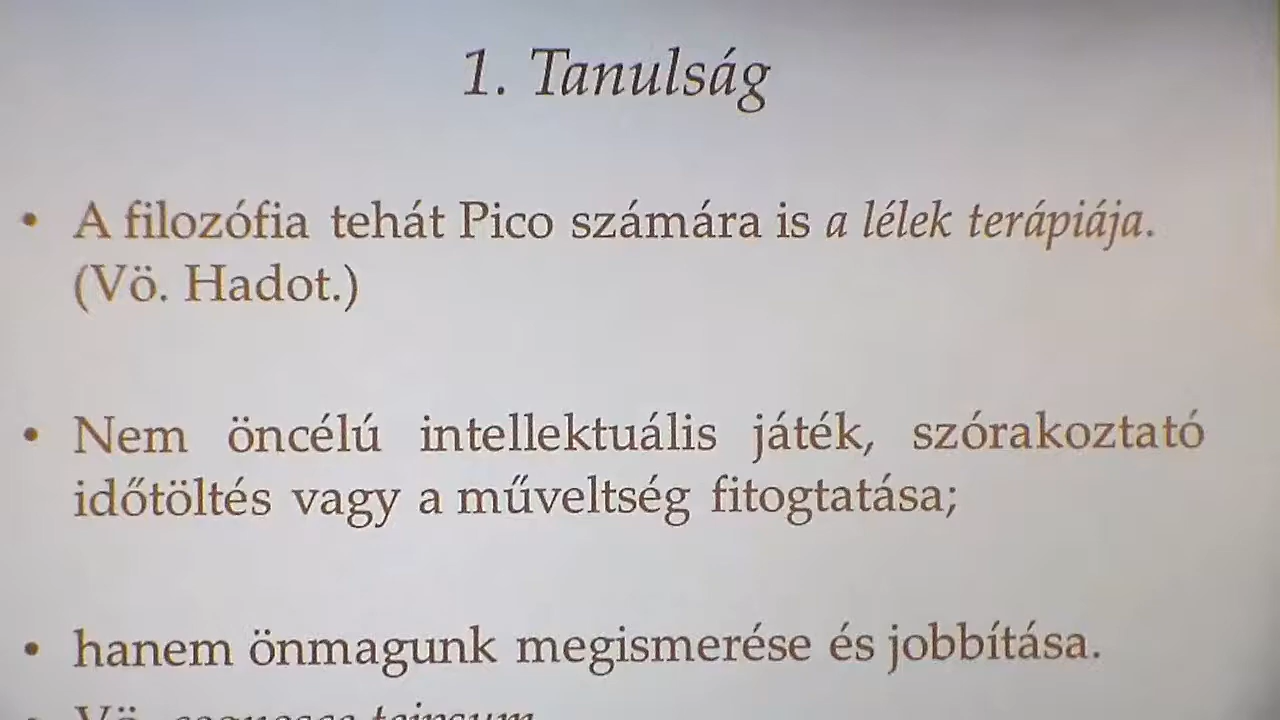 1. Tanulság
• A filozófia tehát Pico számára is a lélek terápiája.
(Vö. Hadot.)
• Nem öncélú intellektuális játék, szórakoztató
időtöltés vagy a műveltség fitogtatása;
• hanem önmagunk megismerése és jobbítása.
• Vö.